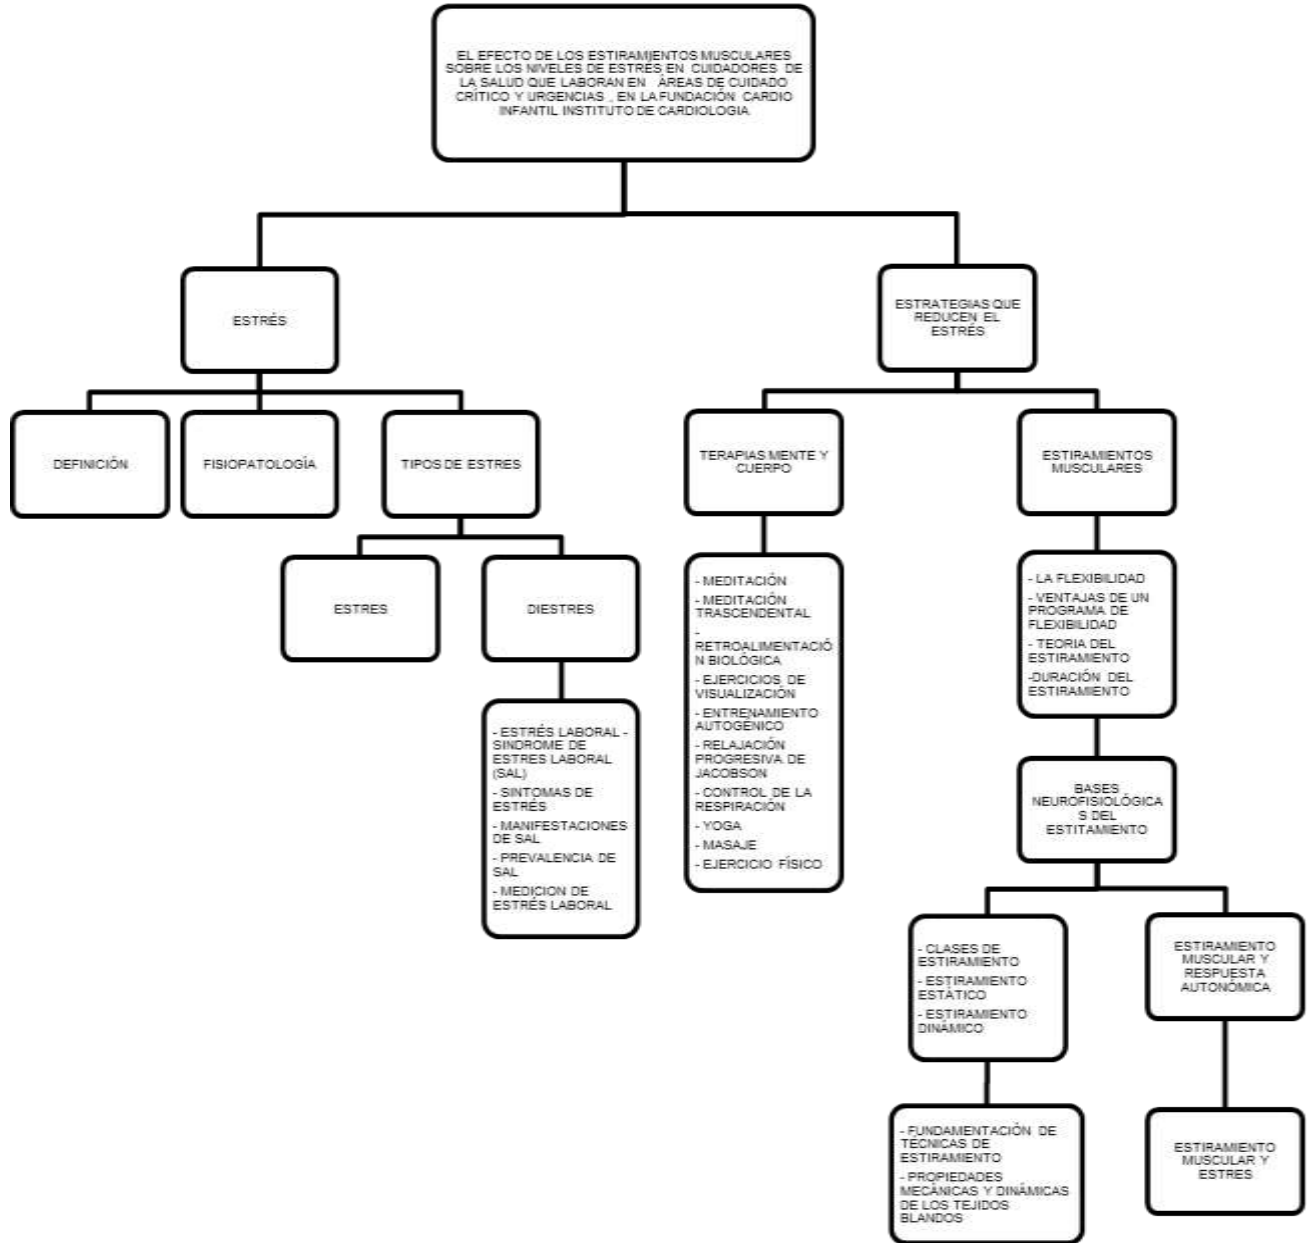 EL EFECTO DE LOS ESTIRAMIENTOS MUSCULARES
SOBRE LOS NIVELES DE ESTRÉS EN CUIDADORES DE
LA SALUD QUE LABORAN EN ÁREAS DE CUIDADO
CRÍTICO Y URGENCIAS , EN LA FUNDACIÓN CARDIO
INFANTIL INSTITUTO DE CARDIOLOGIA
ESTRÉS
ESTRATEGIAS QUE
REDUCEN EL
ESTRÉS
DEFINICIÓN
FISIOPATOLOGÍA
TIPOS DE ESTRES
TERAPIAS MENTE Y
CUERPO
ESTIRAMIENTOS
MUSCULARES
ESTRES
DIESTRES
- MEDITACIÓN
- MEDITACIÓN
TRASCENDENTAL
-
RETROALIMENTACIÓ
N BIOLÓGICA
- EJERCICIOS DE
VISUALIZACIÓN
- ENTRENAMIENTO
AUTOGÉNICO
- RELAJACIÓN
PROGRESIVA DE
JACOBSON
- CONTROL DE LA
RESPIRACIÓN
- YOGA
- MASAJE
- EJERCICIO FÍSICO
- LA FLEXIBILIDAD
- VENTAJAS DE UN
PROGRAMA DE
FLEXIBILIDAD
- TEORIA DEL
ESTIRAMIENTO
-DURACIÓN DEL
ESTIRAMIENTO
- ESTRÉS LABORAL -
SINDROME DE
ESTRES LABORAL
(SAL)
- SINTOMAS DE
ESTRÉS
- MANIFESTACIONES
DE SAL
- PREVALENCIA DE
SAL
- MEDICION DE
ESTRÉS LABORAL
BASES
NEUROFISIOLÓGICA
S DEL
ESTITAMIENTO
- CLASES DE
ESTIRAMIENTO
- ESTIRAMIENTO
ESTÁTICO
- ESTIRAMIENTO
DINÁMICO
ESTIRAMIENTO
MUSCULAR Y
RESPUESTA
AUTONÓMICA
- FUNDAMENTACIÓN DE
TÉCNICAS DE
ESTIRAMIENTO
- PROPIEDADES
MECÁNICAS Y DINÁMICAS
DE LOS TEJIDOS
BLANDOS
ESTIRAMIENTO
MUSCULAR Y
ESTRES